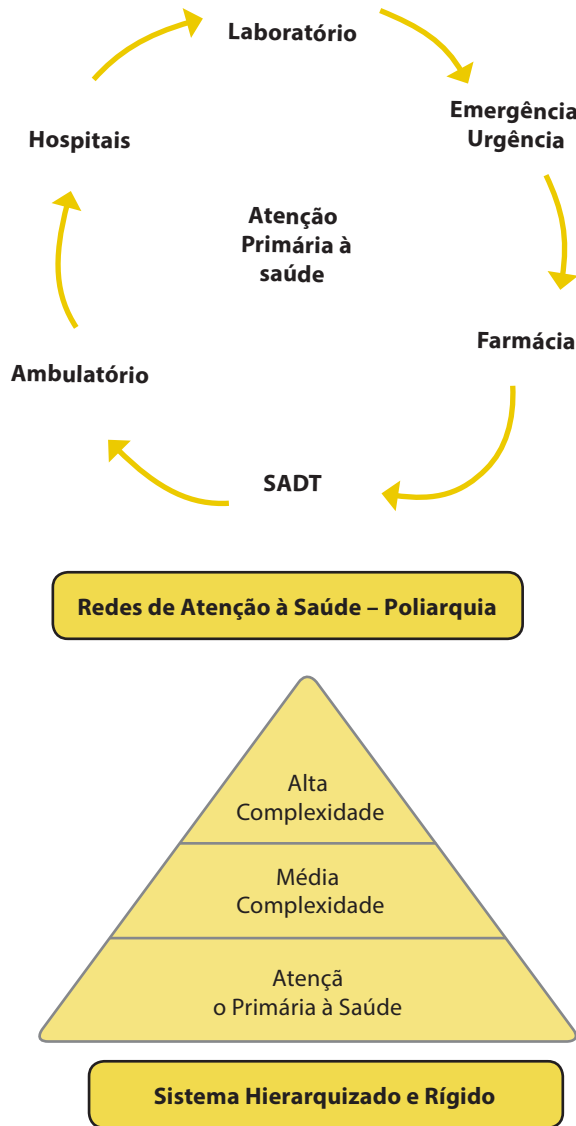 Laboratório
Emergência
Urgência
Hospitais
Atenção
Primária à
saúde
Farmácia
Ambulatório
SADT
Redes de Atenção à Saúde – Poliarquia
Alta
Complexidade
Média
Complexidade
Atençã
o Primária à Saúde
Sistema Hierarquizado e Rígido